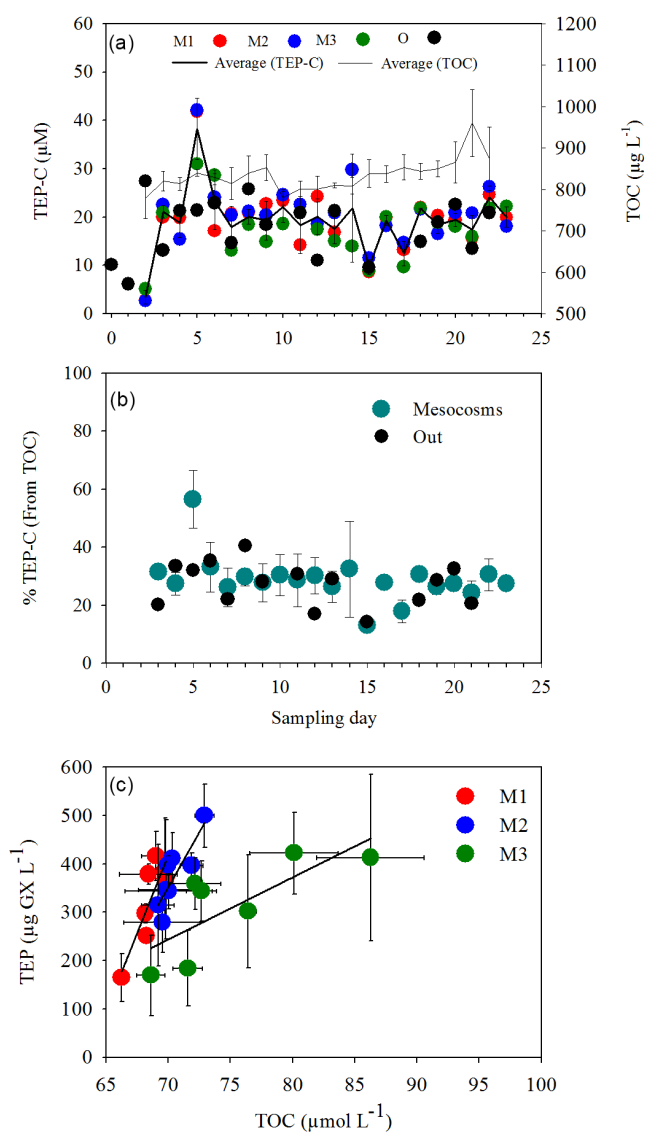 (a)
M1 M2 M3 O
Average (TEP-C) Average (TOC)
TEP-C (µM)
60
50
40
30
20
10
0
TOC (µg L-1)
1200
1100
1000
900
800
700
600
500
0 5 10 15 20 25
(b)
Mesocosms
Out
% TEP-C (From TOC)
100
80
60
40
20
0
0 5 10 15 20 25
Sampling day
(c)
M1
M2
M3
TEP (µg GX L-1)
600
500
400
300
200
100
0
65 70 75 80 85 90 95 100
TOC (µmol L-1)